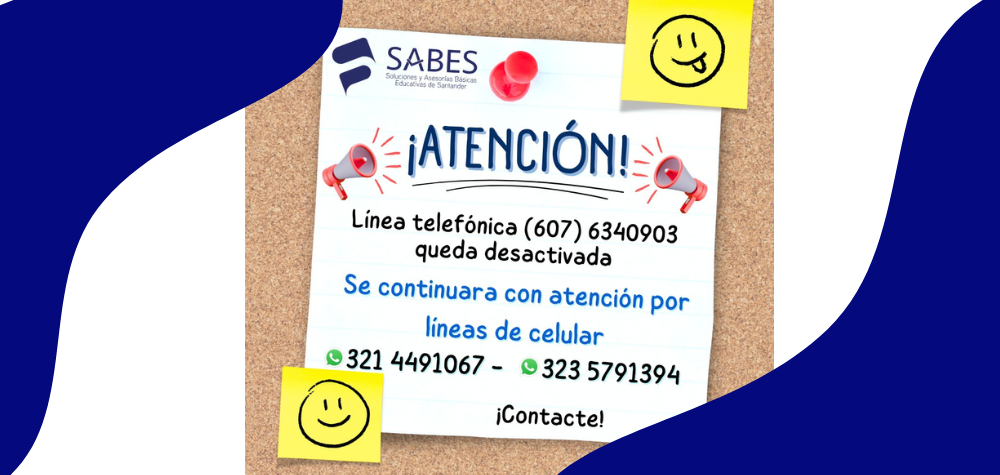 SABES
Soluciones y Asesorías Básicas
Educativas de Santander
¡ATENCIÓN!
Línea telefónica (607) 6340903
queda desactivada
Se continuara con atención por
líneas de celular
321 4491067 - 323 5791394
¡Contacte!